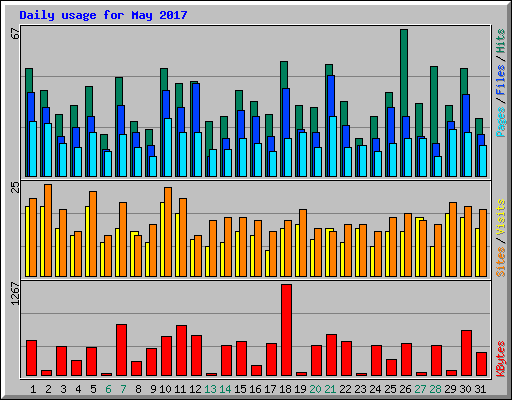 Daily usage for May 2017
67
Pages / Files / Hits
25
Sites / Visits
1267
KBytes
1 2 3 4 5 6 7 8 9 10 11 12 13 14 15 16 17 18 19 20 21 22 23 24 25 26 27 28 29 30 31